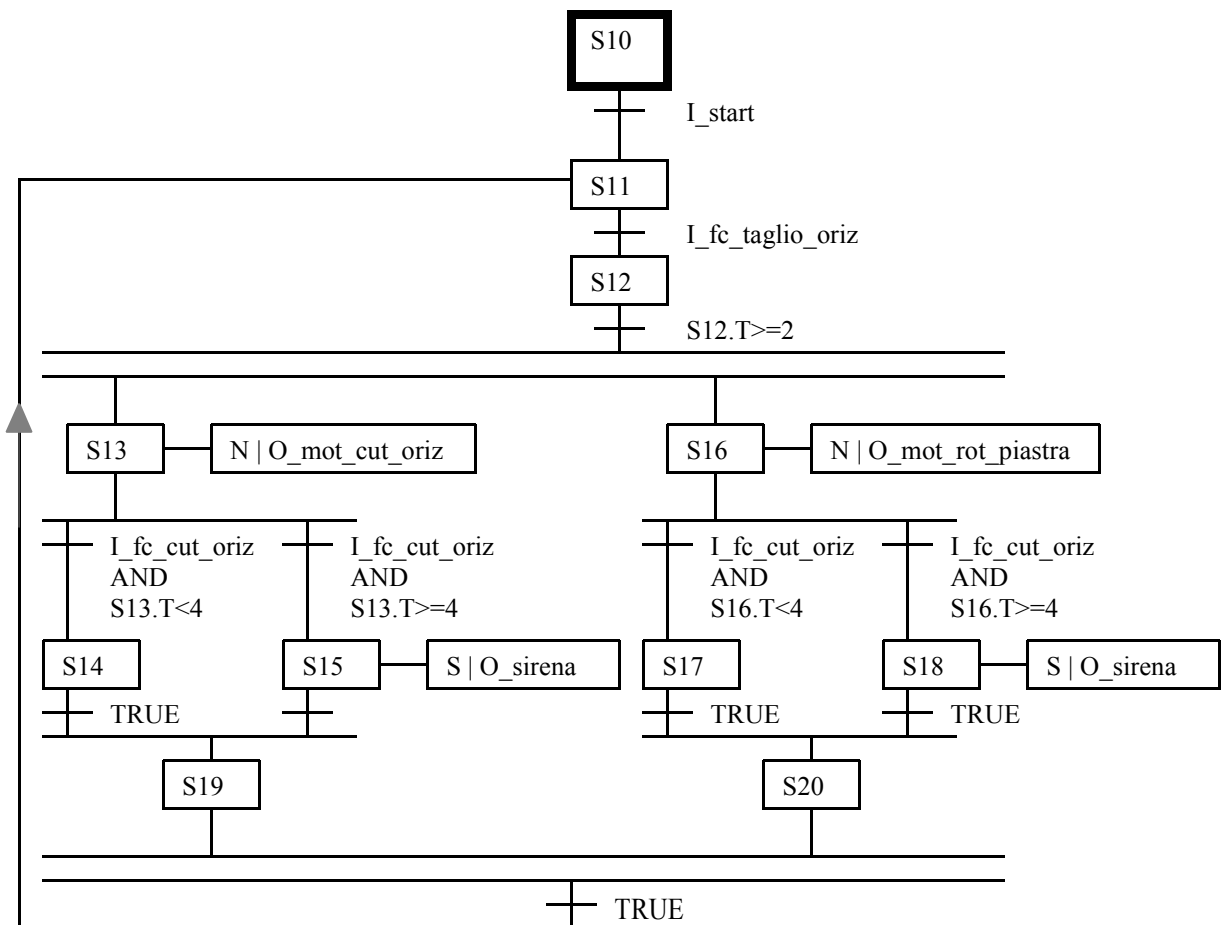 S10
I_start
S11
I_fc_taglio_oriz
S12
S12.T>=2
S13
N | O_mot_cut_oriz
S16
N | O_mot_rot_piastra
I_fc_cut_oriz
AND
S13.T<4
I_fc_cut_oriz
AND
S13.T>=4
I_fc_cut_oriz
AND
S16.T<4
I_fc_cut_oriz
AND
S16.T>=4
S14
S15
S | O_sirena
S17
S18
S | O_sirena
TRUE
TRUE
TRUE
S19
S20
TRUE